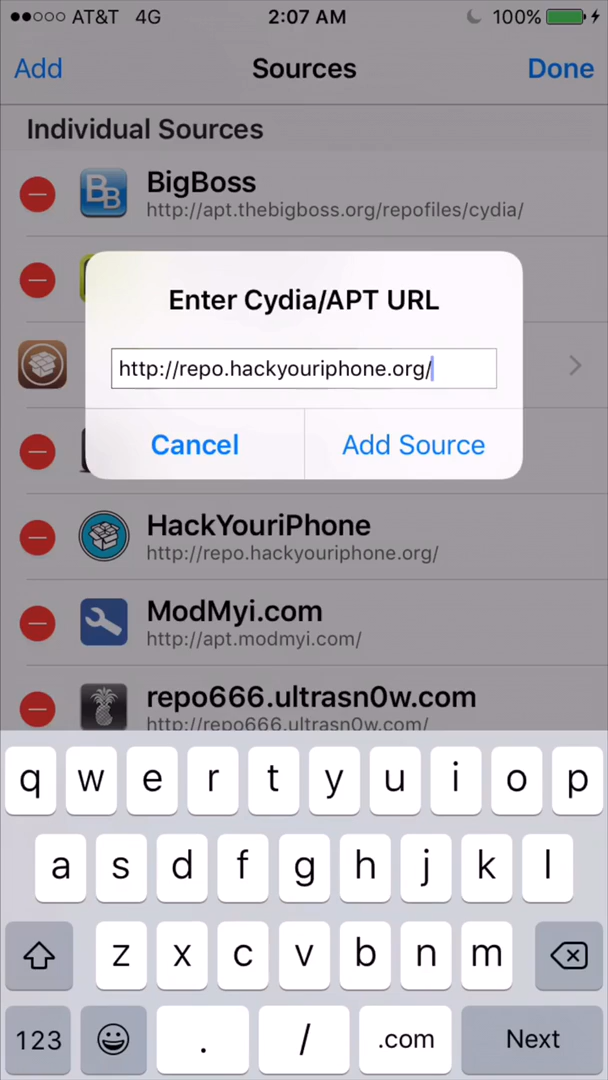 AT&T 4G 2:07 AM 100%
Add Sources Done
Individual Sources
BB BigBoss
http://apt.thebigboss.org/repofiles/cydia/
Enter Cydia/APT URL
http://repo.hackyouriphone.org/
Cancel Add Source
HackYouriPhone
http://repo.hackyouriphone.org/
ModMyi.com
http://apt.modmyi.com/
repo666.ultrasn0w.com
http://repo666.ultrasn0w.com/
q w e r t y u i o p
a s d f g h j k l
z x c v b n m
123 . / .com Next